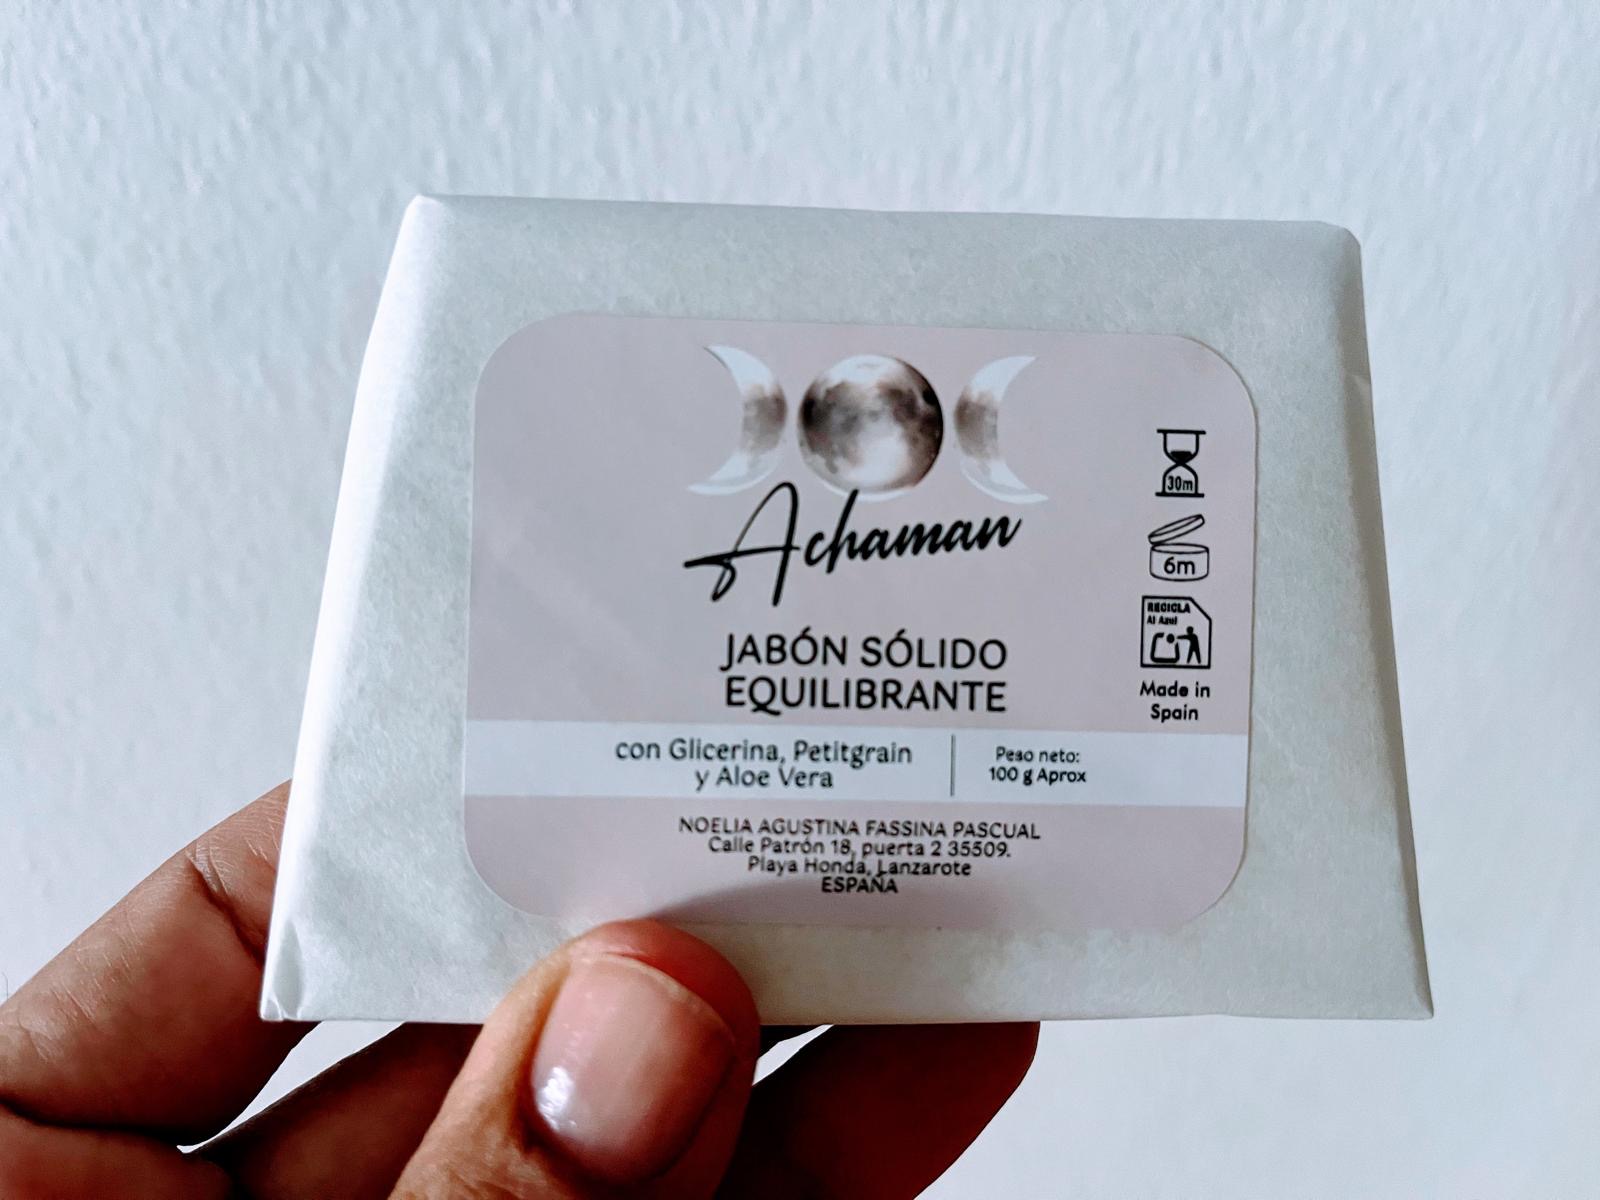 Achaman
JABÓN SÓLIDO
EQUILIBRANTE
con Glicerina, Petitgrain
y Aloe Vera
Peso neto:
100 g Aprox
NOELIA AGUSTINA FASSINA PASCUAL
Calle Patrón 18, puerta 2 35509.
Playa Honda, Lanzarote
ESPAÑA
30m
6m
RECICLA
Al Azul
Made in
Spain